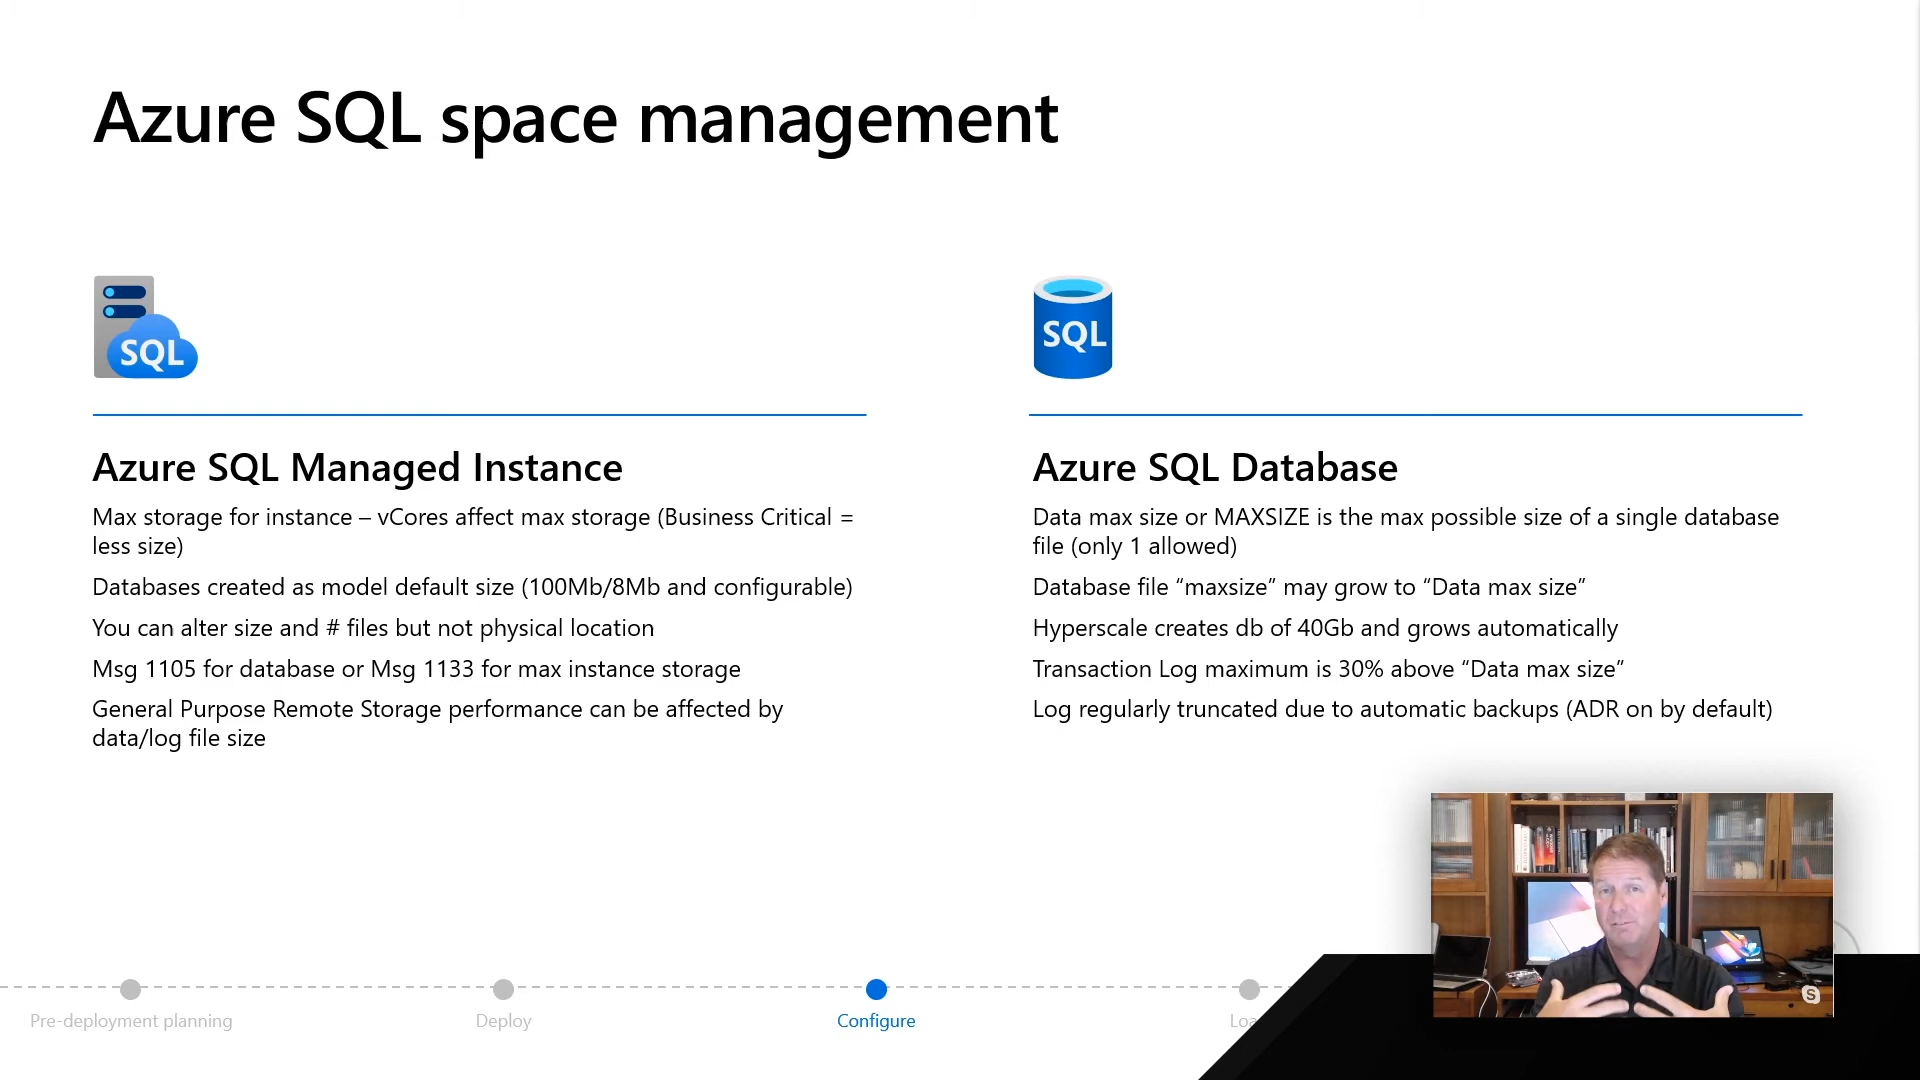 Azure SQL space management
SQL
SQL
Azure SQL Managed Instance
Max storage for instance – vCores affect max storage (Business Critical =
less size)
Databases created as model default size (100Mb/8Mb and configurable)
You can alter size and # files but not physical location
Msg 1105 for database or Msg 1133 for max instance storage
General Purpose Remote Storage performance can be affected by
data/log file size
Azure SQL Database
Data max size or MAXSIZE is the max possible size of a single database
file (only 1 allowed)
Database file “maxsize” may grow to “Data max size”
Hyperscale creates db of 40Gb and grows automatically
Transaction Log maximum is 30% above “Data max size”
Log regularly truncated due to automatic backups (ADR on by default)
Pre-deployment planning
Deploy
Configure